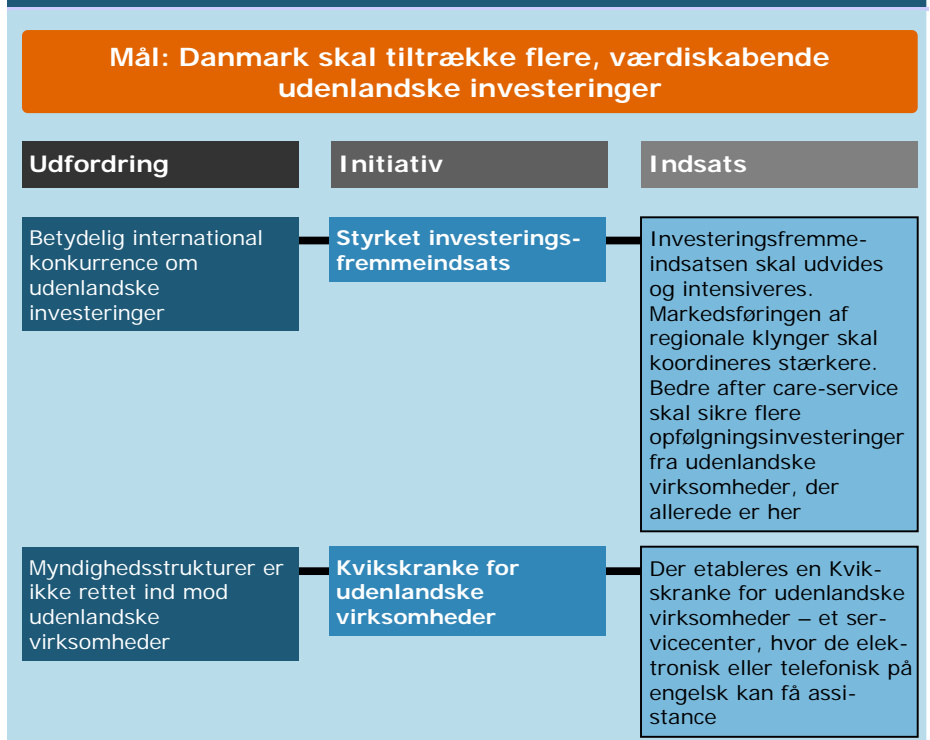 Mål: Danmark skal tiltrække flere, værdiskabende
udenlandske investeringer
Udfordring
Initiativ
Indsats
Betydelig international
konkurrence om
udenlandske
investeringer
Styrket investerings-
fremmeindsats
Investeringsfremme-
indsatsen skal udvides
og intensiveres.
Markedsføringen af
regionale klynger skal
koordineres stærkere.
Bedre after care-service
skal sikre flere
opfølgningsinvesteringer
fra udenlandske
virksomheder, der
allerede er her
Myndighedsstrukturer er
ikke rettet ind mod
udenlandske
virksomheder
Kvikskranke for
udenlandske
virksomheder
Der etableres en Kvik-
skranke for udenlandske
virksomheder – et ser-
vicecenter, hvor de elek-
tronisk eller telefonisk på
engelsk kan få assi-
stance